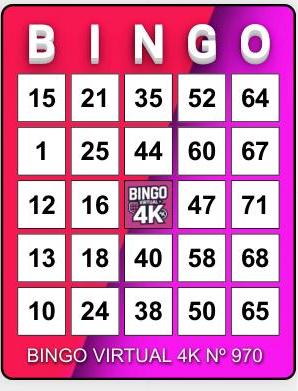 B I N G O
15 21 35 52 64
1 25 44 60 67
12 16 BINGO VIRTUAL 4K 47 71
13 18 40 58 68
10 24 38 50 65
BINGO VIRTUAL 4K Nº 970